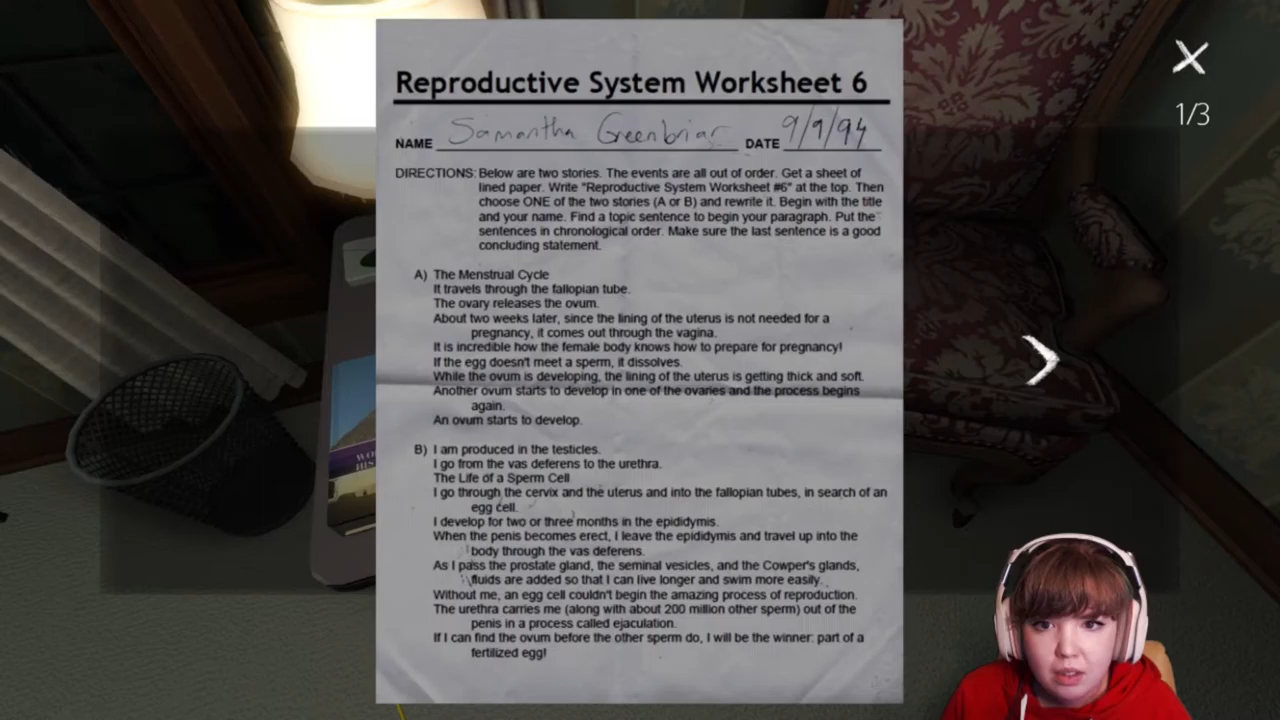 1/3
Reproductive System Worksheet 6
NAME Samantha Greenbriar DATE 9/9/94
DIRECTIONS: Below are two stories. The events are all out of order. Get a sheet of
lined paper. Write "Reproductive System Worksheet #6" at the top. Then
choose ONE of the two stories (A or B) and rewrite it. Begin with the title
and your name. Find a topic sentence to begin your paragraph. Put the
sentences in chronological order. Make sure the last sentence is a good
concluding statement.
A) The Menstrual Cycle
It travels through the fallopian tube.
The ovary releases the ovum.
About two weeks later, since the lining of the uterus is not needed for a
pregnancy, it comes out through the vagina.
It is incredible how the female body knows how to prepare for pregnancy!
If the egg doesn't meet a sperm, it dissolves.
While the ovum is developing, the lining of the uterus is getting thick and soft.
Another ovum starts to develop in one of the ovaries and the process begins
again.
An ovum starts to develop.
B) I am produced in the testicles.
I go from the vas deferens to the urethra.
The Life of a Sperm Cell
I go through the cervix and the uterus and into the fallopian tubes, in search of an
egg cell.
I develop for two or three months in the epididymis.
When the penis becomes erect, I leave the epididymis and travel up into the
body through the vas deferens.
As I pass the prostate gland, the seminal vesicles, and the Cowper's glands,
fluids are added so that I can live longer and swim more easily.
Without me, an egg cell couldn't begin the amazing process of reproduction.
The urethra carries me (along with about 200 million other sperm) out of the
penis in a process called ejaculation.
If I can find the ovum before the other sperm do, I will be the winner: part of a
fertilized egg!